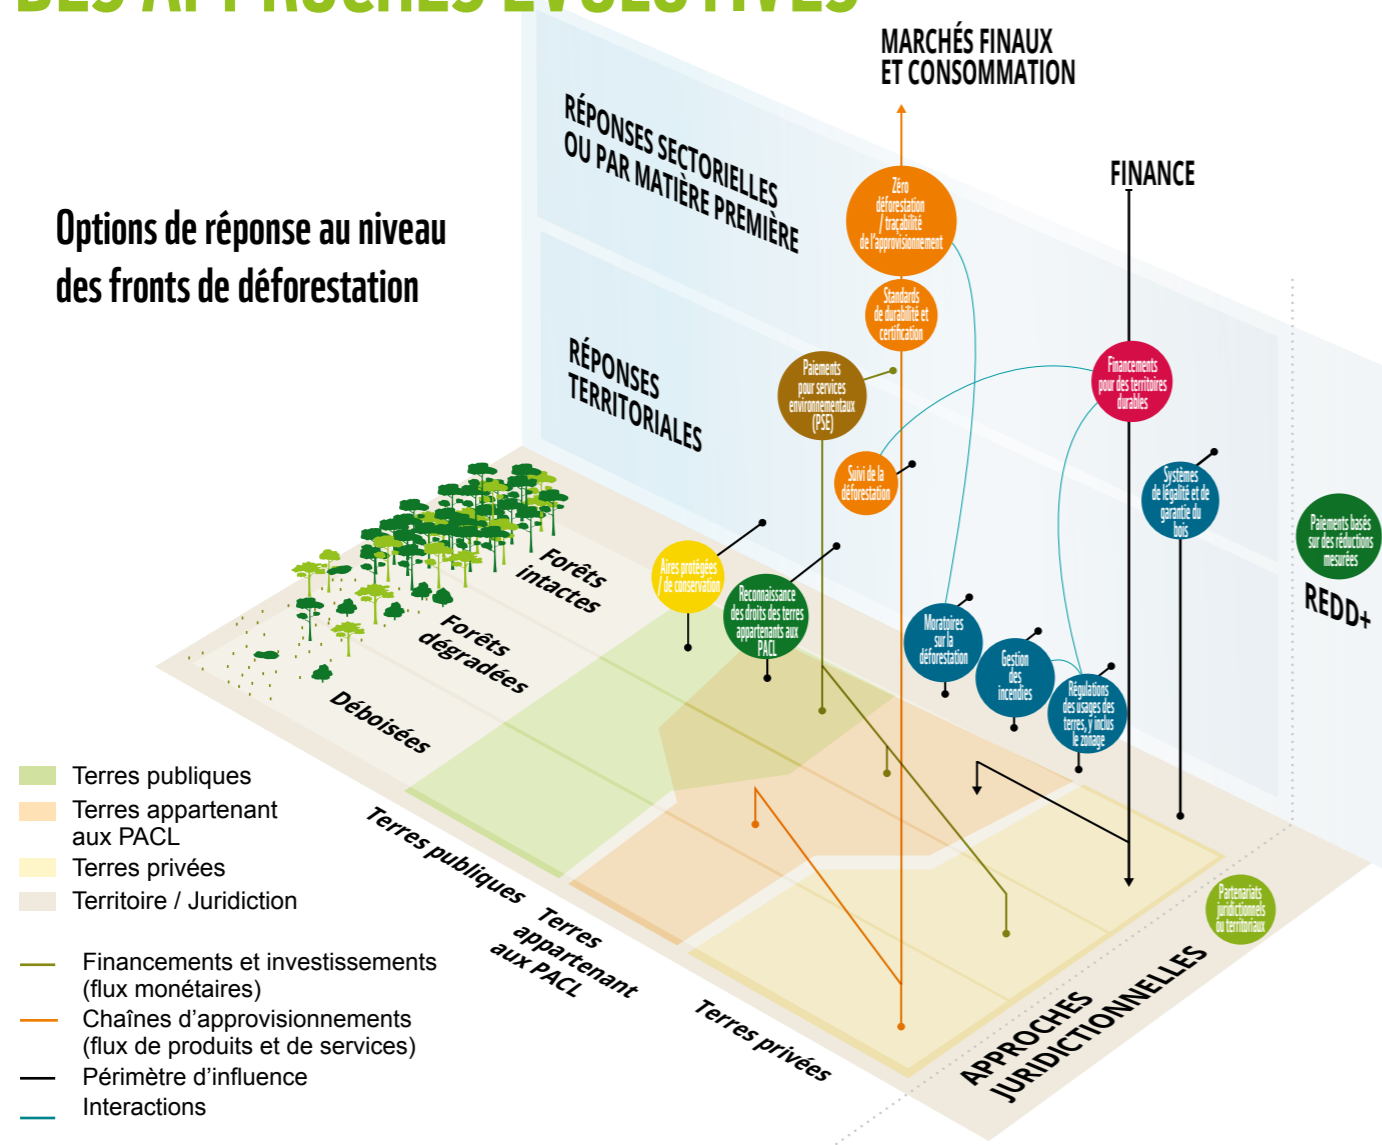 DES APPROCHES ÉVOLUTIVES
Options de réponse au niveau
des fronts de déforestation
MARCHÉS FINAUX
ET CONSOMMATION
FINANCE
RÉPONSES SECTORIELLES
OU PAR MATIÈRE PREMIÈRE
RÉPONSES
TERRITORIALES
Zéro
déforestation
/ traçabilité
de l'approvisionnement
Standards
de durabilité et
certification
Paiements
pour services
environnementaux
(PSE)
Financements
pour des territoires
durables
Suivi de la
déforestation
Systèmes
de légalité et de
garantie du
bois
Paiements basés
sur des réductions
mesurées
REDD+
Aires protégées
/ de conservation
Reconnaissance
des droits des terres
appartenants aux
PACL
Moratoires
sur la
déforestation
Gestion
des
incendies
Régulations
des usages des
terres, y inclus
le zonage
Forêts
intactes
Forêts
dégradées
Déboisées
Terres publiques
Terres
appartenant
aux PACL
Terres privées
Partenariats
juridictionnels
ou territoriaux
APPROCHES
JURIDICTIONNELLES
Terres publiques
Terres appartenant
aux PACL
Terres privées
Territoire / Juridiction
Financements et investissements
(flux monétaires)
Chaînes d'approvisionnements
(flux de produits et de services)
Périmètre d'influence
Interactions